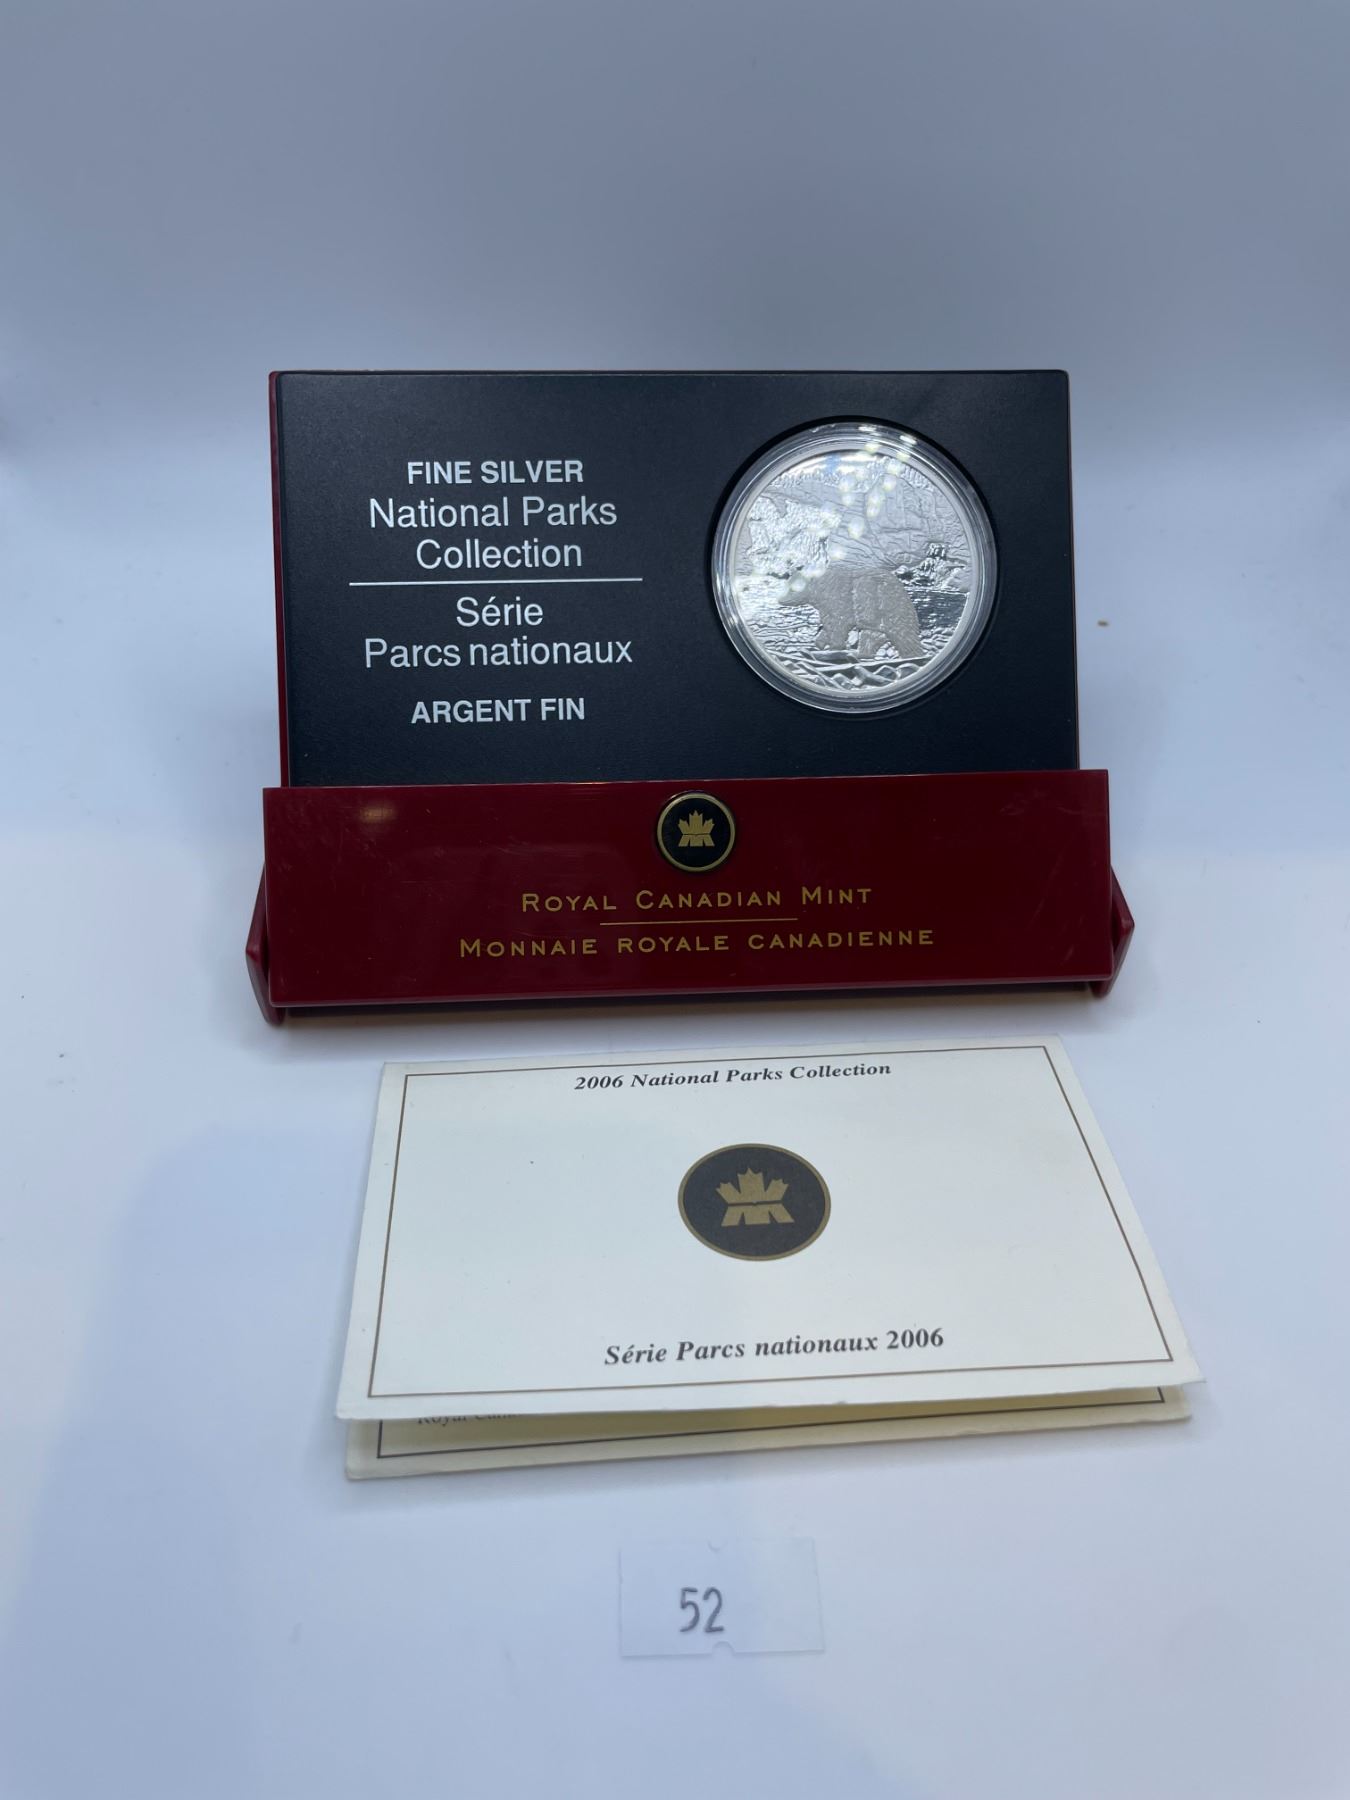 FINE SILVER
National Parks
Collection
Série
Parcs nationaux
ARGENT FIN
ROYAL CANADIAN MINT
MONNAIE ROYALE CANADIENNE
2006 National Parks Collection
Série Parcs nationaux 2006
Royal
52